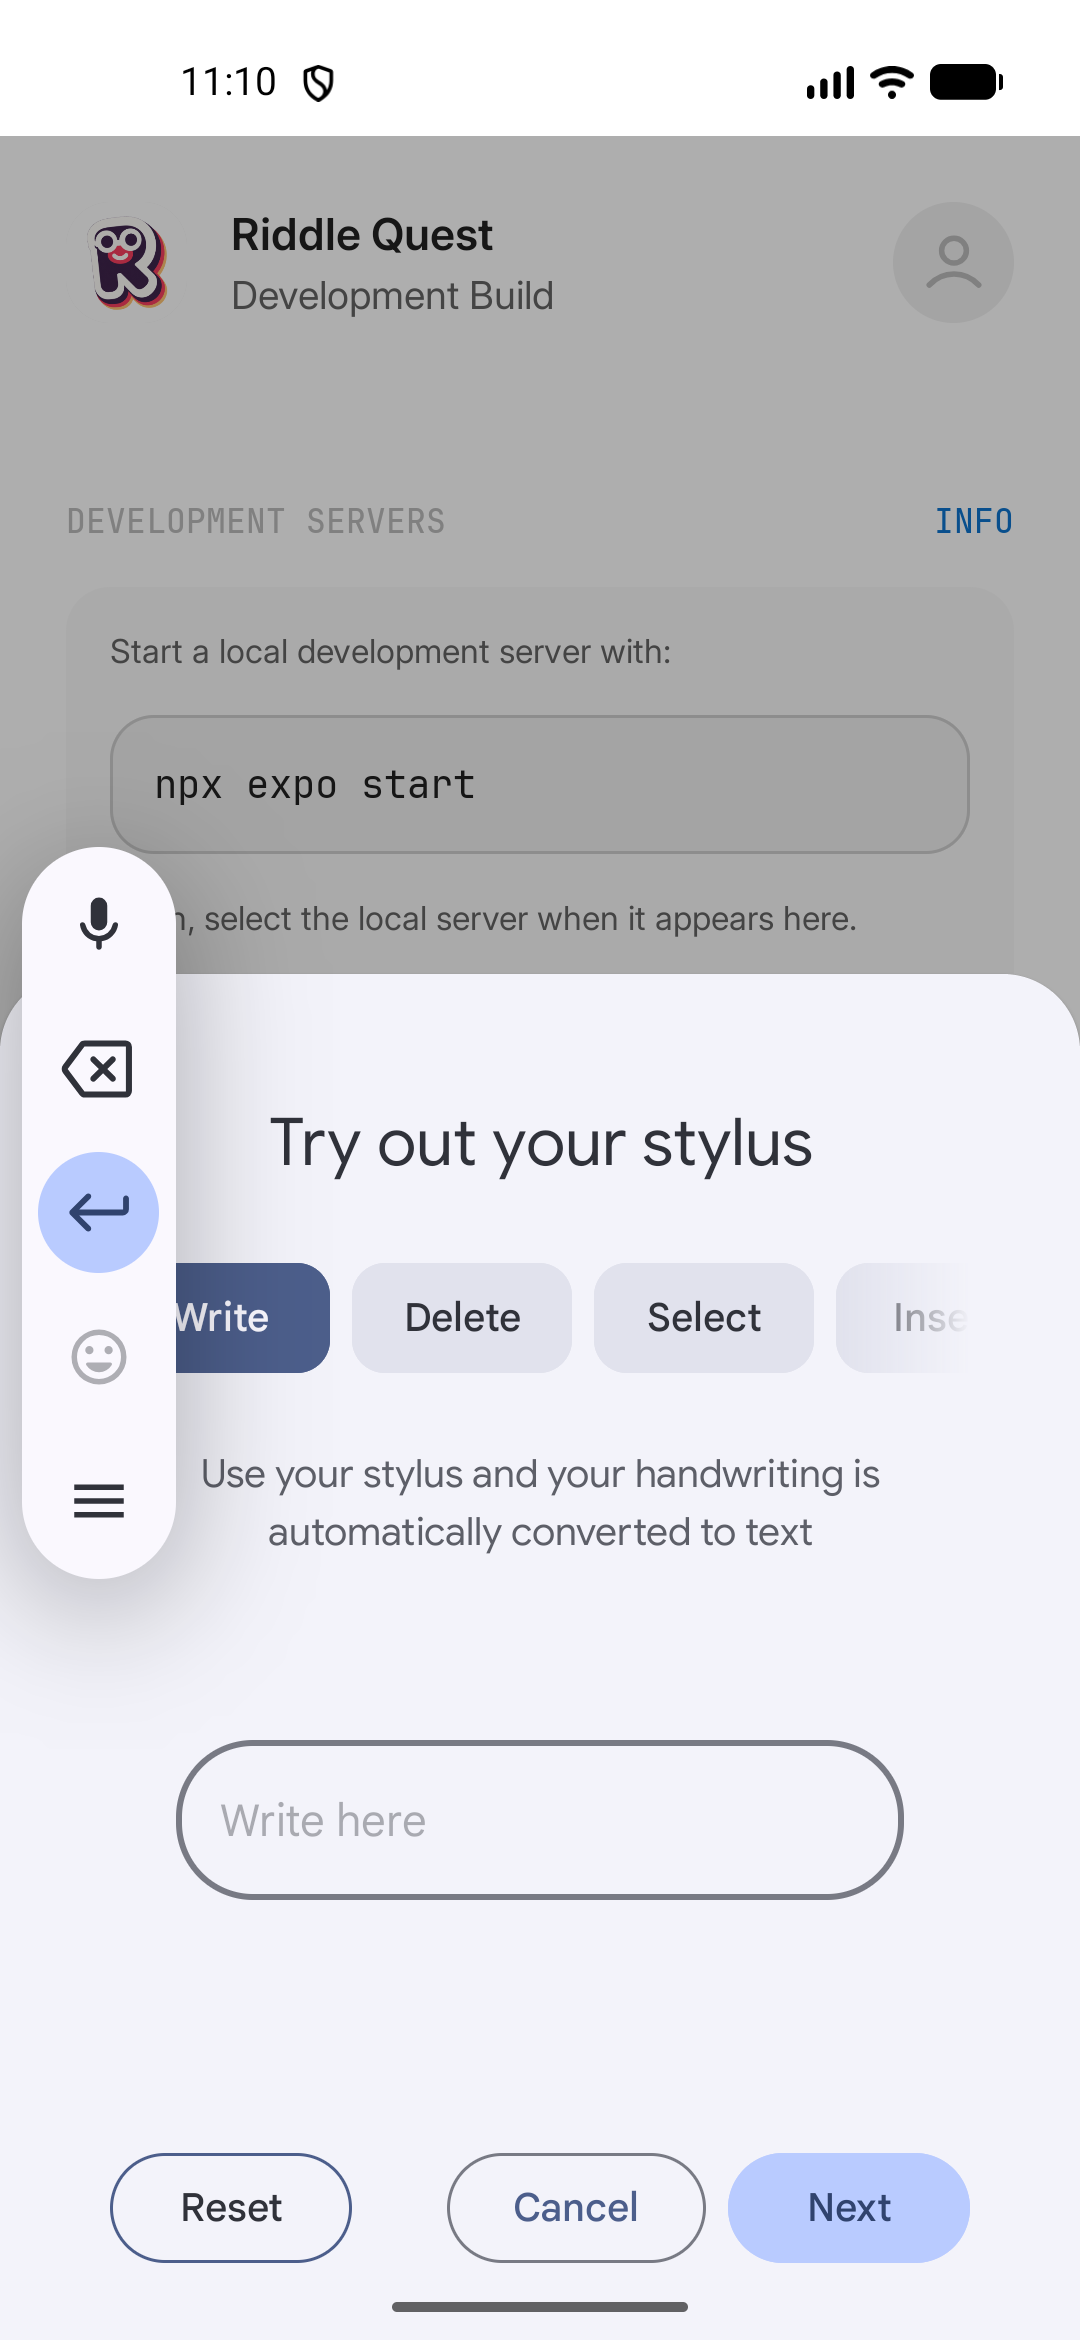 11:10
Riddle Quest
Development Build
DEVELOPMENT SERVERS
INFO
Start a local development server with:
npx expo start
n, select the local server when it appears here.
Try out your stylus
Write
Delete
Select
Inse
Use your stylus and your handwriting is
automatically converted to text
Write here
Reset
Cancel
Next